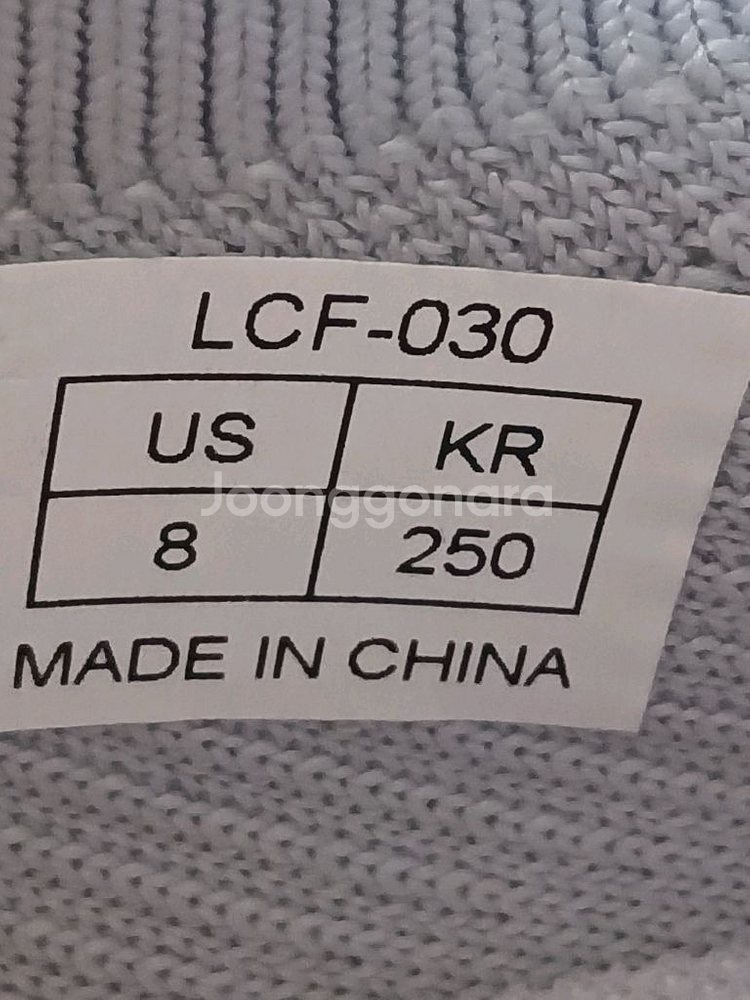 LCF-030
US KR
Joonggonara
8 250
MADE IN CHINA